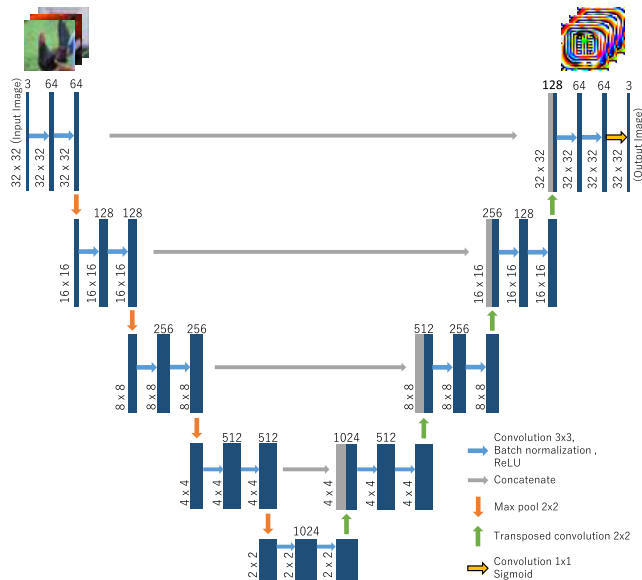 3 64 64
32 x 32 (Input Image)
32 x 32
32 x 32
128 64 64 3
32 x 32
32 x 32
32 x 32
32 x 32
(Output Image)
128 128
16 x 16
16 x 16
16 x 16
256 128
16 x 16
16 x 16
16 x 16
256 256
8 x 8
8 x 8
8 x 8
512 256
8 x 8
8 x 8
8 x 8
512 512
4 x 4
4 x 4
4 x 4
1024 512
4 x 4
4 x 4
4 x 4
1024
2 x 2
2 x 2
2 x 2
Convolution 3x3,
Batch normalization ,
ReLU
Concatenate
Max pool 2x2
Transposed convolution 2x2
Convolution 1x1
Sigmoid